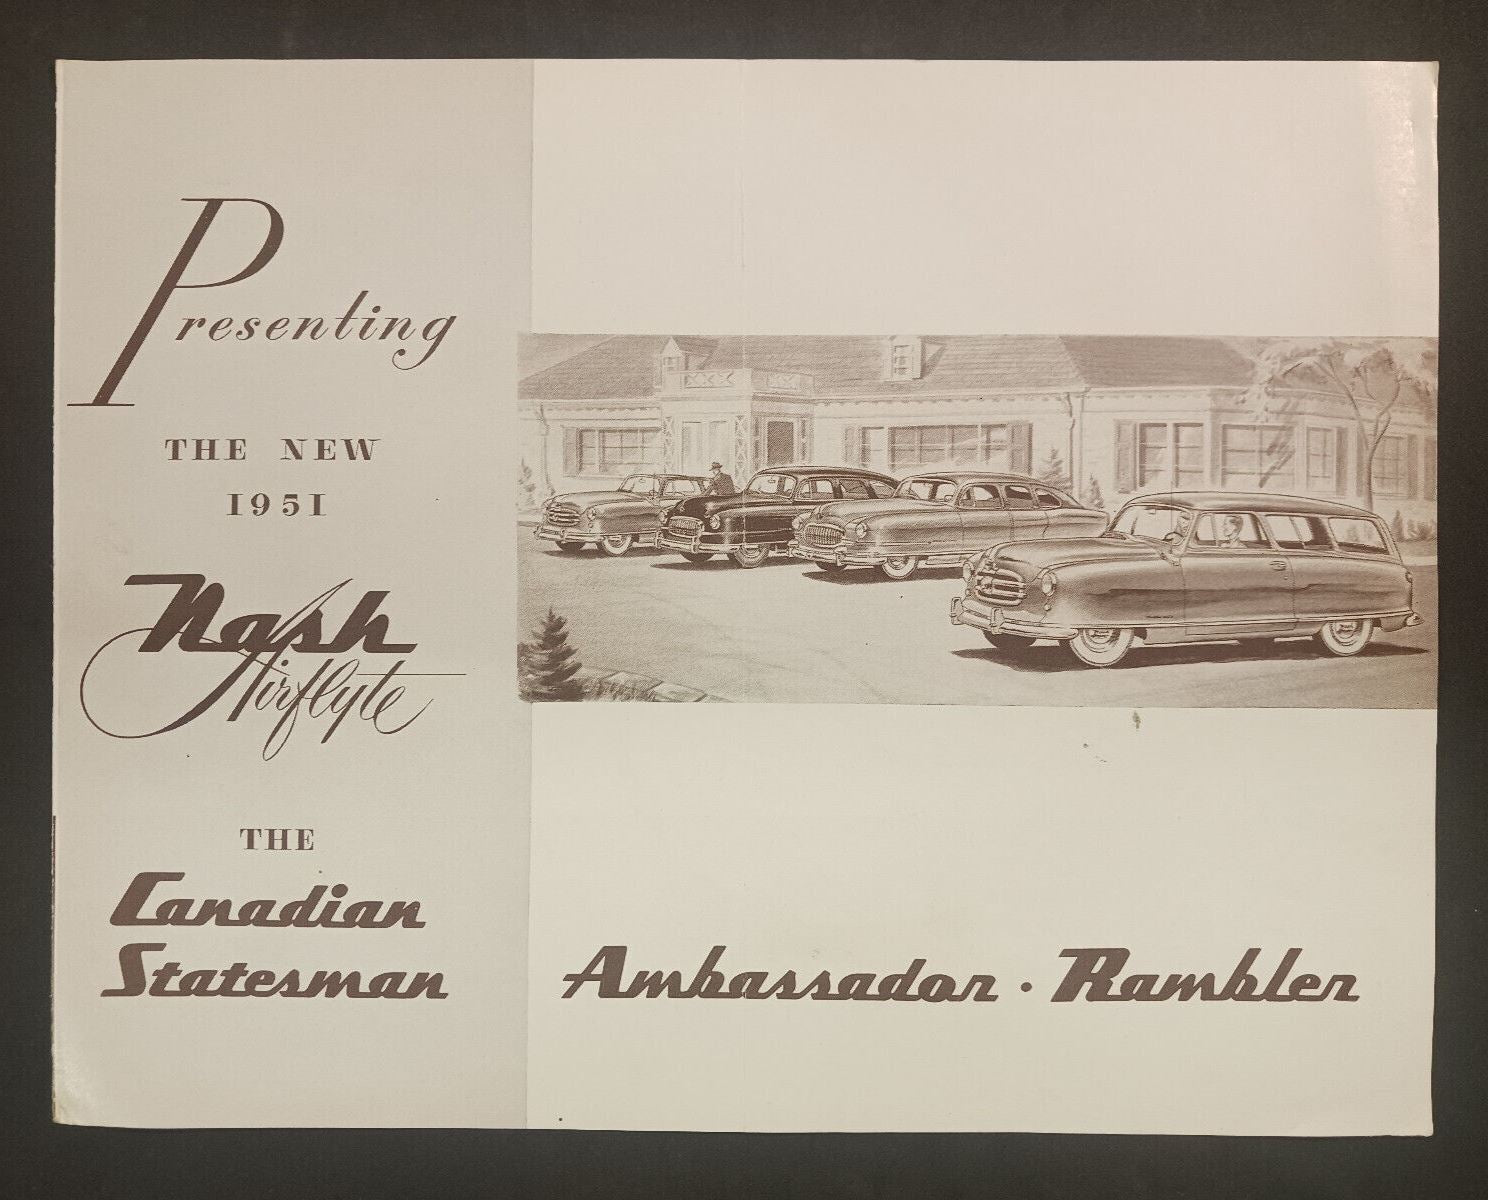 Presenting
THE NEW
1951
Nash
Airflyte
THE
Canadian
Statesman
Ambassador · Rambler